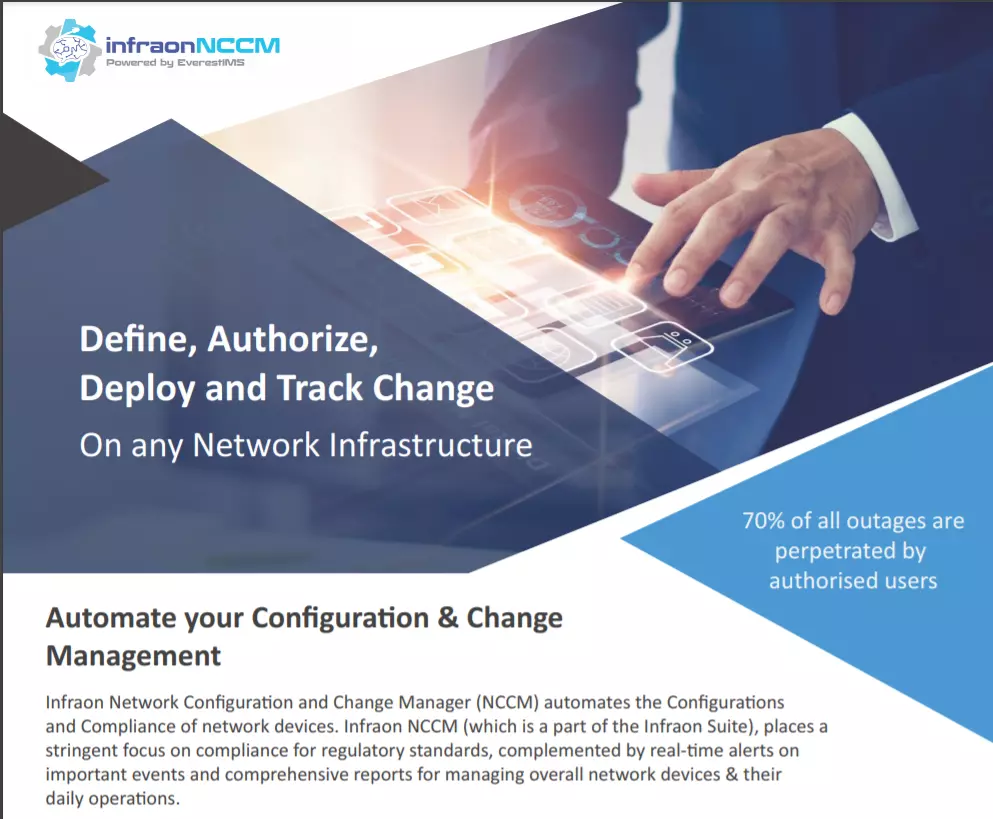 infraonNCCM
Powered by EverestIMS
Define, Authorize,
Deploy and Track Change
On any Network Infrastructure
70% of all outages are
perpetrated by
authorised users
Automate your Configuration & Change
Management
Infraon Network Configuration and Change Manager (NCCM) automates the Configurations
and Compliance of network devices. Infraon NCCM (which is a part of the Infraon Suite), places a
stringent focus on compliance for regulatory standards, complemented by real-time alerts on
important events and comprehensive reports for managing overall network devices & their
daily operations.